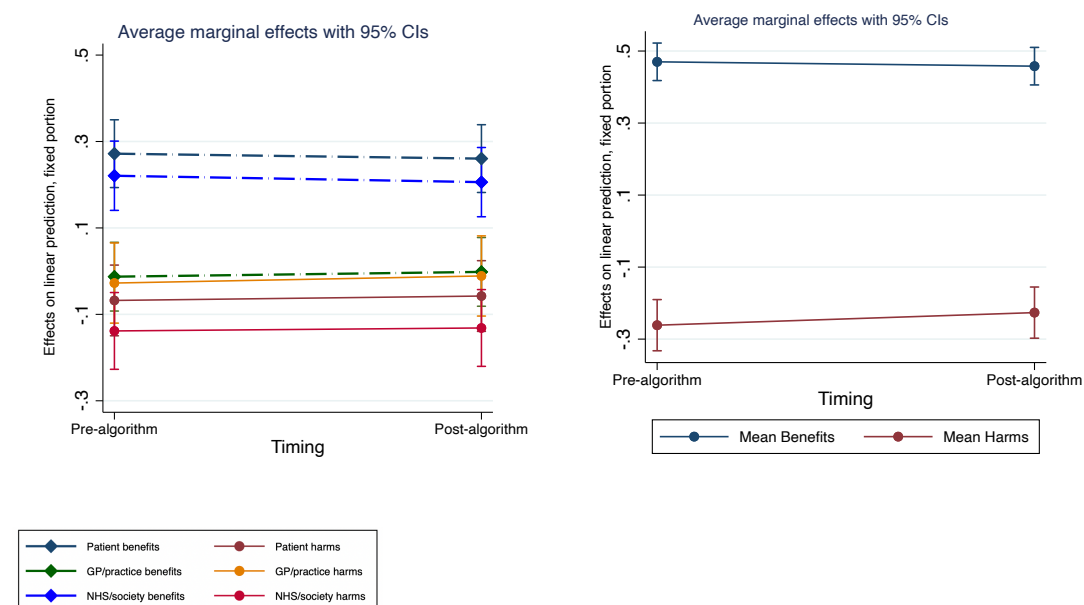 Average marginal effects with 95% CIs
Effects on linear prediction, fixed portion
.5
.3
.1
-.1
-.3
Pre-algorithm Post-algorithm
Timing
Patient benefits Patient harms
GP/practice benefits GP/practice harms
NHS/society benefits NHS/society harms
Average marginal effects with 95% CIs
Effects on linear prediction, fixed portion
.5
.3
.1
-.1
-.3
Pre-algorithm Post-algorithm
Timing
Mean Benefits Mean Harms